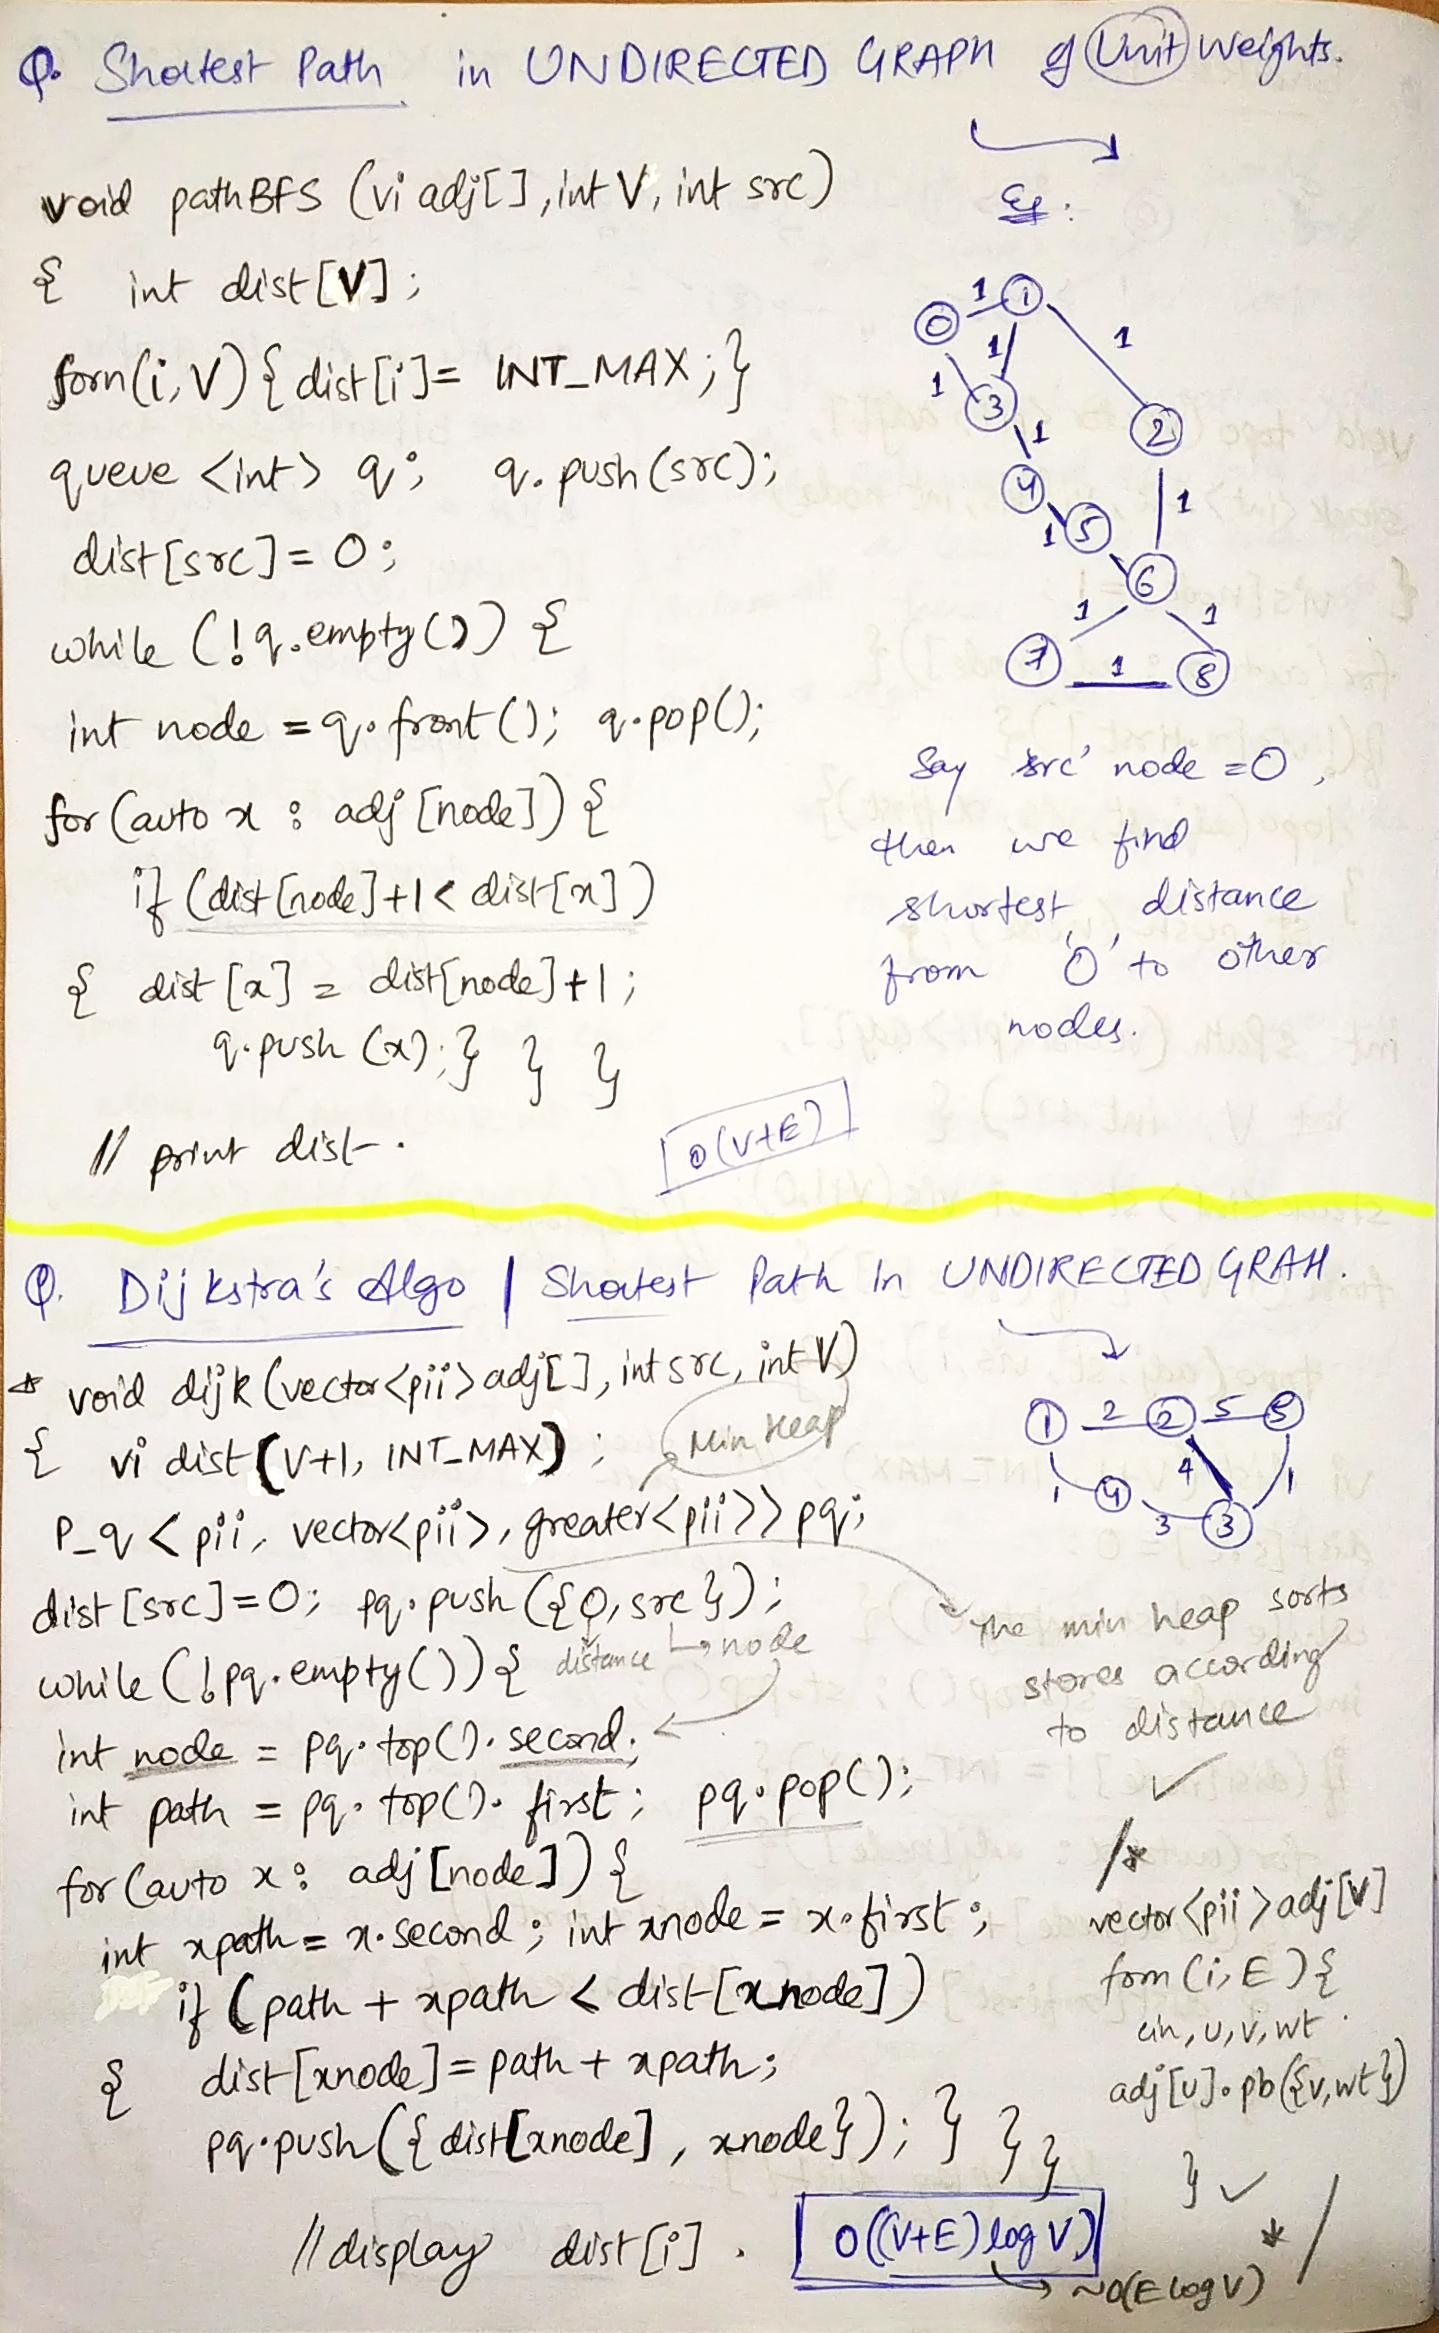 Q. Shortest Path in UNDIRECTED GRAPH of Unit Weights.
void pathBFS (vi adj[], int V, int src)
{ int dist[V];
forn(i,V) { dist[i]= INT_MAX; }
queue <int> q; q.push(src);
dist[src]=0;
while (!q.empty()) {
int node = q.front(); q.pop();
for (auto x : adj[node]) {
if (dist[node]+1 < dist[x])
{ dist[x] = dist[node]+1;
q.push(x); } } }
// print dist.
O(V+E)
Eg:
0 1 1
1 1 1
3 2
1
4 1
1 5
6
1 1
7 1 8
Say 'src' node = 0,
then we find
shortest distance
from '0' to other
nodes.
Q. Dijkstra's Algo | Shortest Path in UNDIRECTED GRAH.
* void dijk (vector<pii> adj[], int src, int V)
{ vi dist(V+1, INT_MAX);
Min Heap
P_q <pii, vector<pii>, greater<pii>> pq;
dist[src]=0; pq.push({0,src});
distance node
while (!pq.empty()) {
int node = pq.top().second;
int path = pq.top().first; pq.pop();
for (auto x : adj[node]) {
int xpath = x.second; int xnode = x.first;
if (path + xpath < dist[xnode])
{ dist[xnode] = path + xpath;
pq.push({dist[xnode], xnode}); } } }
// display dist[i].
O((V+E) log V)
~O(E log V)
1 2 2 5 5
1 4 4 1
3 3
The min heap sorts
stores according
to distance
/*
vector<pii> adj[V]
forn(i,E) {
cin, u, v, wt.
adj[u].pb({v,wt})
}
*/